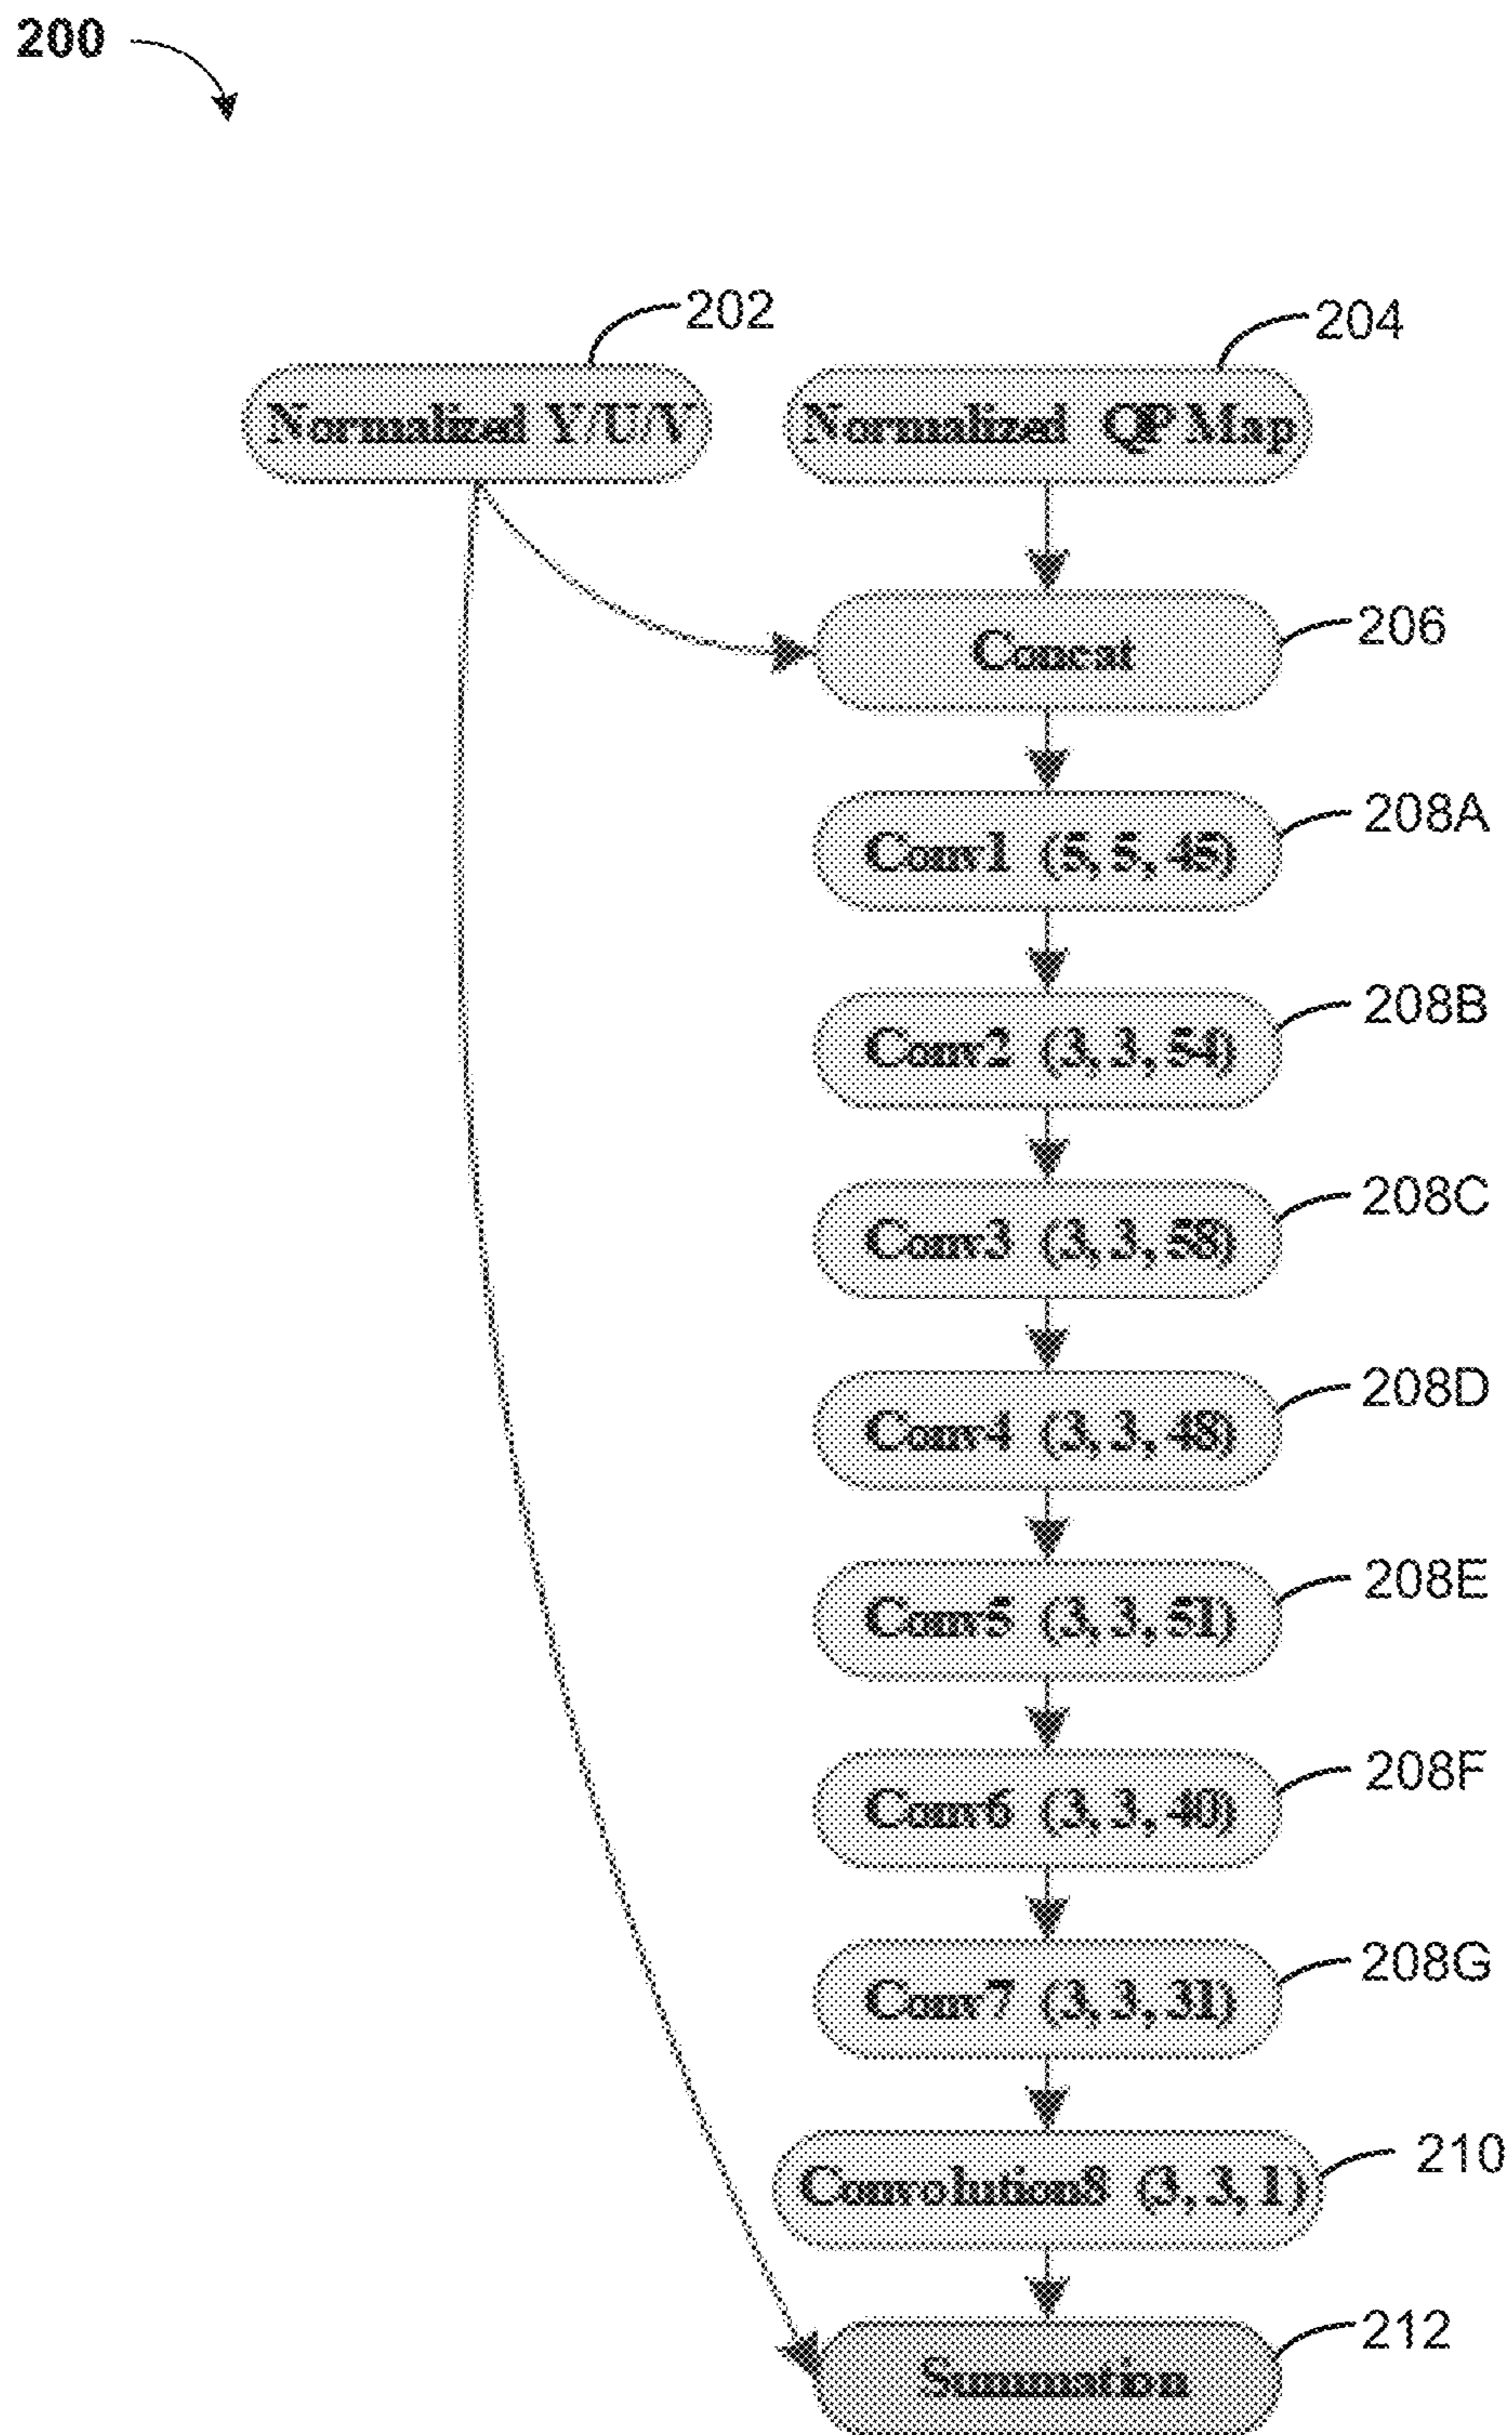 200
202
204
Normalized Y/U/V
Normalized QP Map
206
Concat
208A
Conv1 (5, 5, 45)
208B
Conv2 (3, 3, 54)
208C
Conv3 (3, 3, 58)
208D
Conv4 (3, 3, 48)
208E
Conv5 (3, 3, 51)
208F
Conv6 (3, 3, 40)
208G
Conv7 (3, 3, 31)
210
Convolution8 (3, 3, 1)
212
Summation